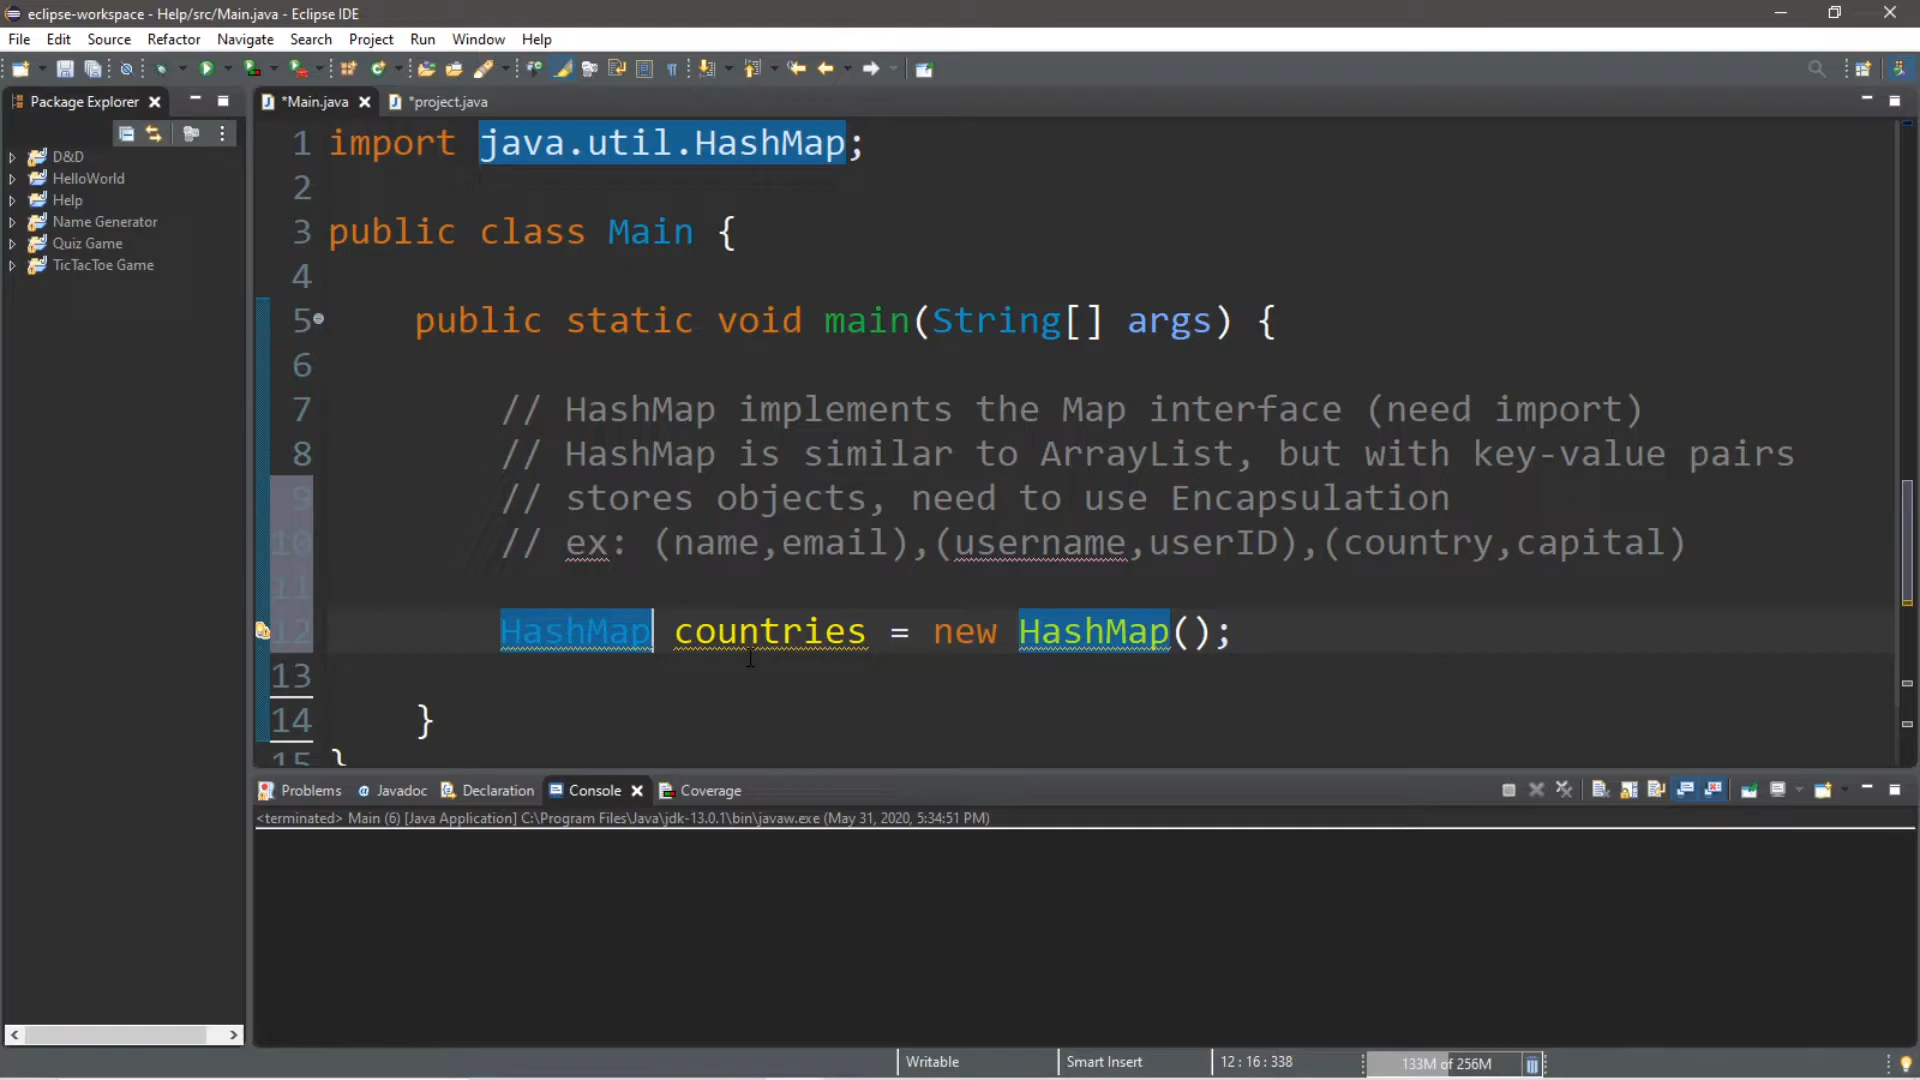 eclipse-workspace - Help/src/Main.java - Eclipse IDE
File Edit Source Refactor Navigate Search Project Run Window Help
Package Explorer
*Main.java *project.java
D&D
HelloWorld
Help
Name Generator
Quiz Game
TicTacToe Game
1 import java.util.HashMap;
2
3 public class Main {
4
5 public static void main(String[] args) {
6
7 // HashMap implements the Map interface (need import)
8 // HashMap is similar to ArrayList, but with key-value pairs
9 // stores objects, need to use Encapsulation
10 // ex: (name,email),(username,userID),(country,capital)
11
12 HashMap countries = new HashMap();
13
14 }
15 }
Problems Javadoc Declaration Console Coverage
<terminated> Main (6) [Java Application] C:\Program Files\Java\jdk-13.0.1\bin\javaw.exe (May 31, 2020, 5:34:51 PM)
Writable Smart Insert 12 : 16 : 338 133M of 256M